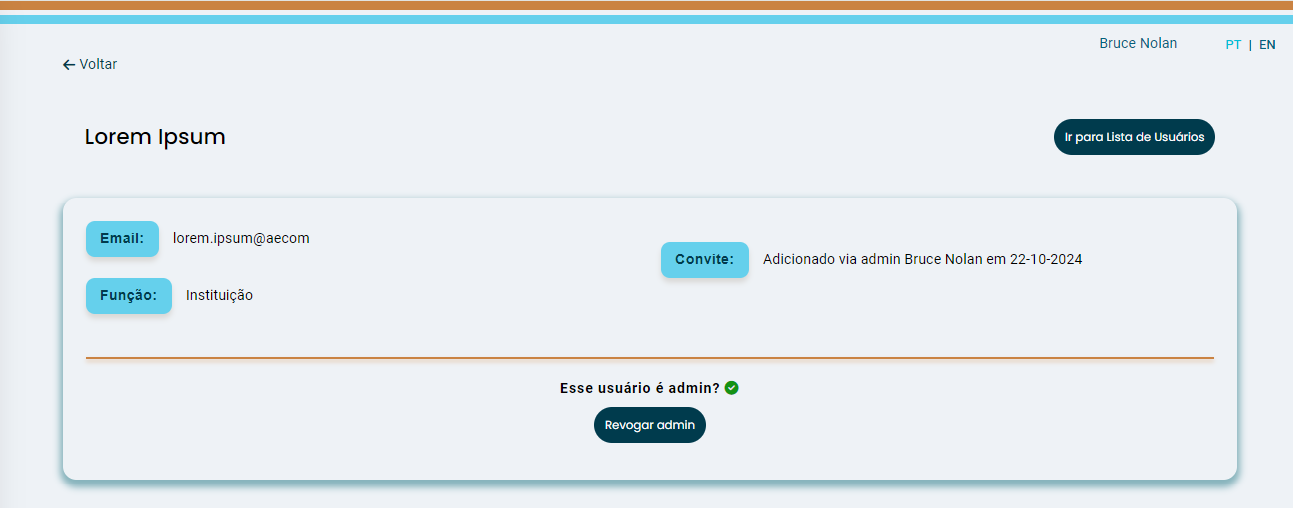 Bruce Nolan PT | EN
← Voltar
Lorem Ipsum
Ir para Lista de Usuários
Email: lorem.ipsum@aecom
Convite: Adicionado via admin Bruce Nolan em 22-10-2024
Função: Instituição
Esse usuário é admin?
Revogar admin